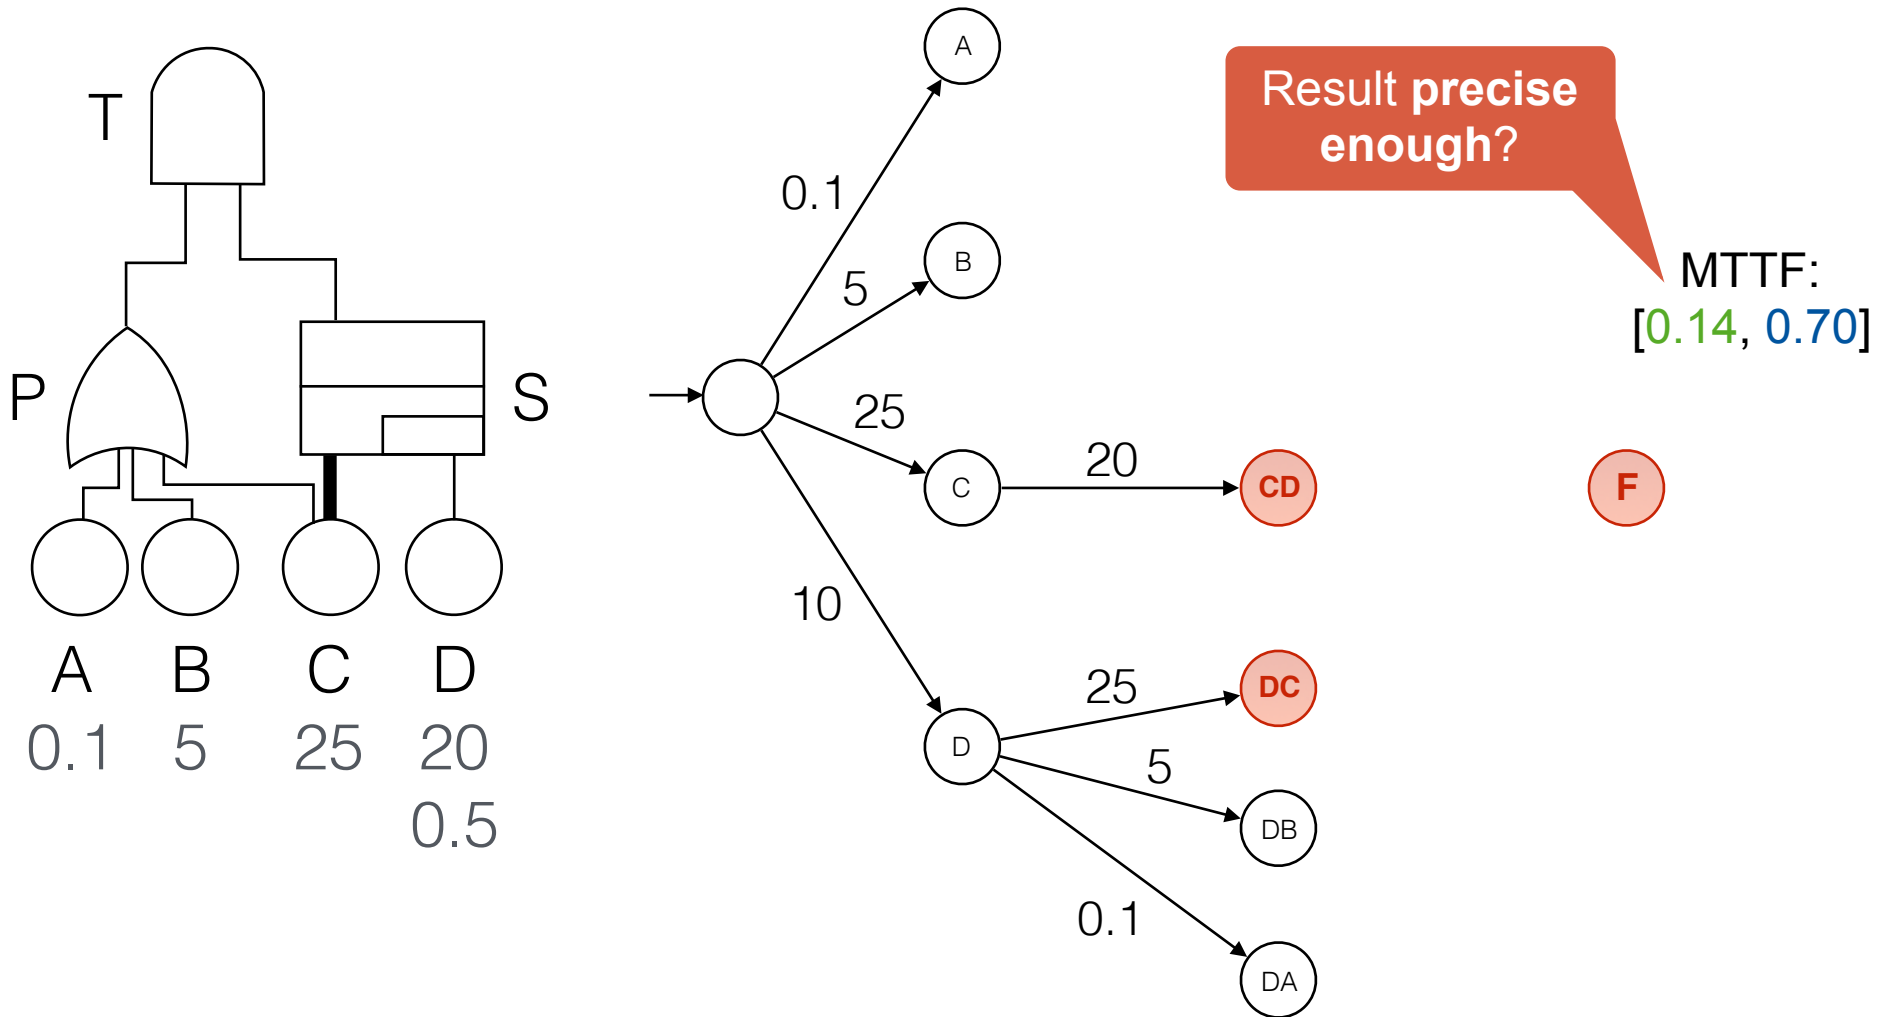 T
P
S
A B C D
0.1 5 25 20
0.5
A
0.1
B
5
25
C
20
CD
F
10
D
25
DC
5
DB
0.1
DA
Result precise
enough?
MTTF:
[0.14, 0.70]